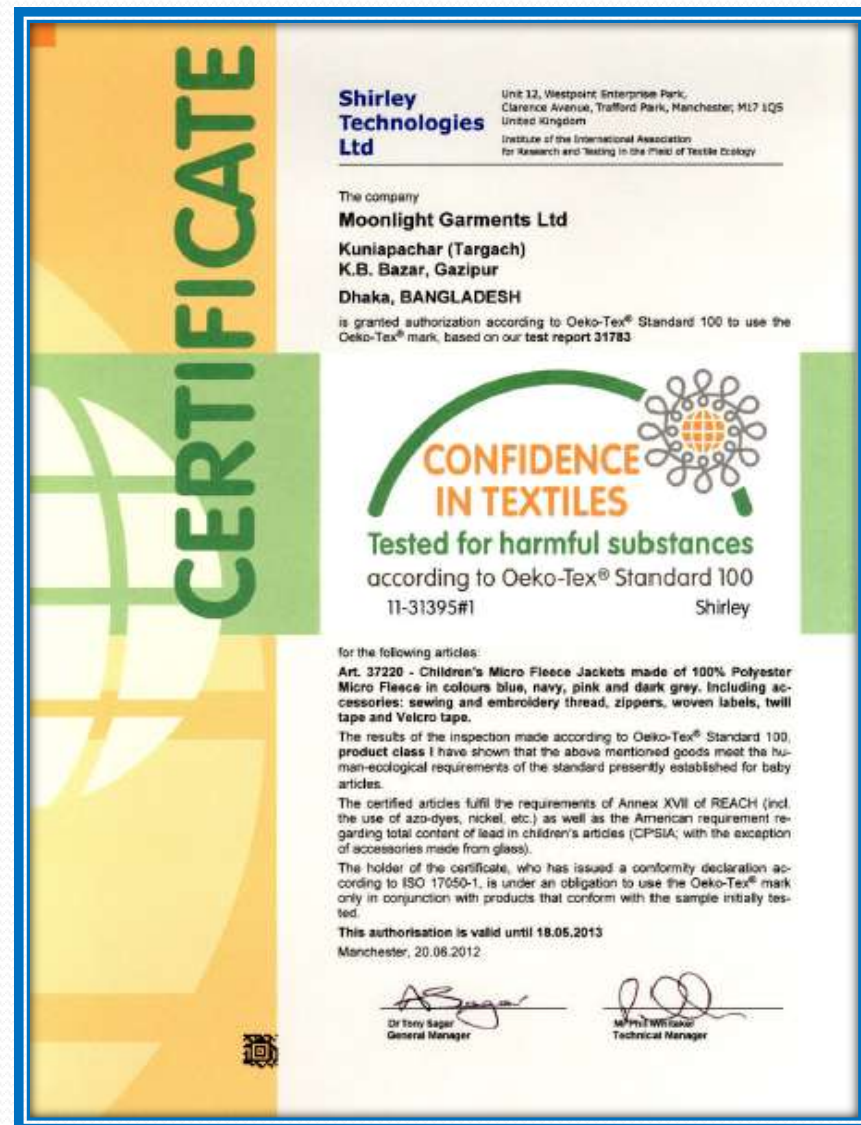 CERTIFICATE
Shirley
Technologies
Ltd
Unit 12, Westpoint Enterprise Park,
Clarence Avenue, Trafford Park, Manchester, M17 1QS
United Kingdom
Institute of the International Association
for Research and Testing in the Field of Textile Ecology
The company
Moonlight Garments Ltd
Kuniapachar (Targach)
K.B. Bazar, Gazipur
Dhaka, BANGLADESH
is granted authorization according to Oeko-Tex® Standard 100 to use the
Oeko-Tex® mark, based on our test report 31783
CONFIDENCE
IN TEXTILES
Tested for harmful substances
according to Oeko-Tex® Standard 100
11-31395#1 Shirley
for the following articles:
Art. 37220 - Children's Micro Fleece Jackets made of 100% Polyester
Micro Fleece in colours blue, navy, pink and dark grey. Including ac-
cessories: sewing and embroidery thread, zippers, woven labels, twill
tape and Velcro tape.
The results of the inspection made according to Oeko-Tex® Standard 100,
product class I have shown that the above mentioned goods meet the hu-
man-ecological requirements of the standard presently established for baby
articles.
The certified articles fulfil the requirements of Annex XVII of REACH (incl.
the use of azo-dyes, nickel, etc.) as well as the American requirement re-
garding total content of lead in children's articles (CPSIA; with the exception
of accessories made from glass).
The holder of the certificate, who has issued a conformity declaration ac-
cording to ISO 17050-1, is under an obligation to use the Oeko-Tex® mark
only in conjunction with products that conform with the sample initially tes-
ted.
This authorisation is valid until 18.05.2013
Manchester, 20.06.2012
Dr Tony Sagar
General Manager
Mr Phil Whitaker
Technical Manager